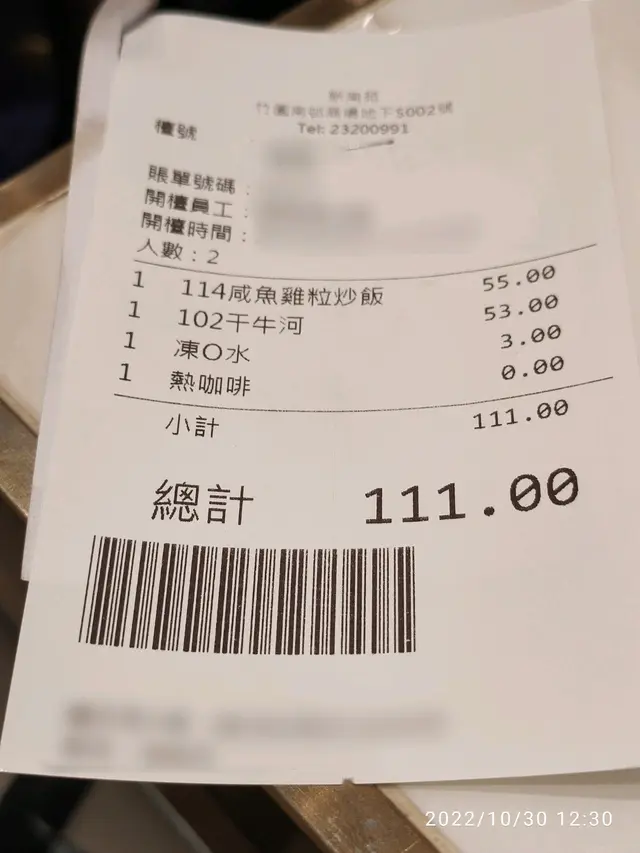 竹園南邨商場地下S002號
Tel: 23200991
檯號
賬單號碼:
開檯員工:
開檯時間:
人數: 2
1 114咸魚雞粒炒飯 55.00
1 102干牛河 53.00
1 凍O水 3.00
1 熱咖啡 0.00
小計 111.00
總計 111.00
2022/10/30 12:30